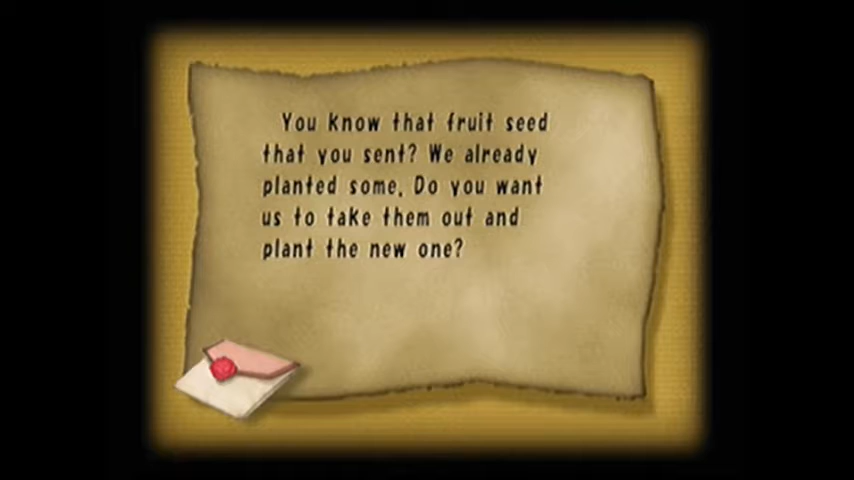 You know that fruit seed
that you sent? We already
planted some. Do you want
us to take them out and
plant the new one?